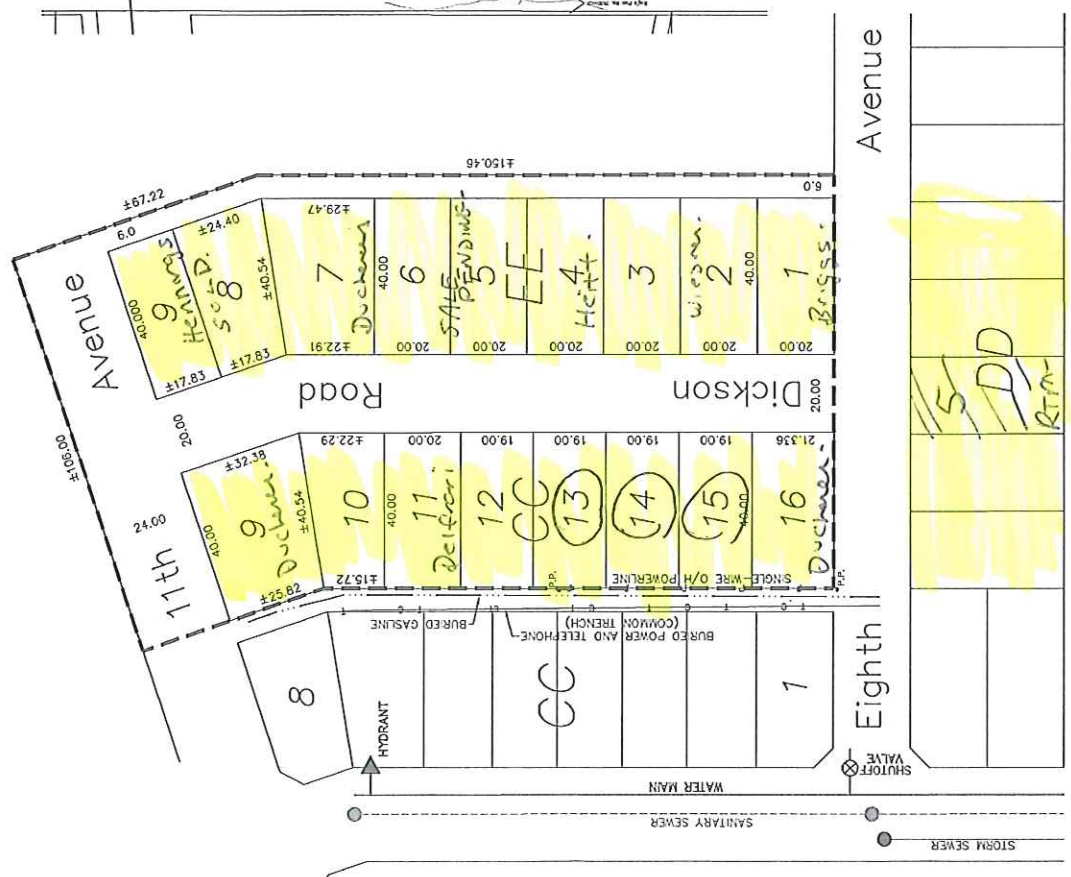 Avenue
Avenue
±150.46
±67.22
6.0
6.0
40.000
9
Hennings
±24.40
SOLD.
8
±40.54
±17.83
±17.83
±29.47
7
Duckerer
±22.91
40.00
6
20.00
SALE
PENDING-
5
20.00
EE
4
Heitt.
20.00
3
20.00
40.00
2
20.00
1
Briggs.
20.00
Road
Dickson
20.00
±106.00
20.00
24.00
11th
±32.38
40.00
9
Duckerer.
±40.54
±25.82
±22.29
10
±15.72
40.00
20.00
11
19.00
12
CC
19.00
13
19.00
14
19.00
15
40.00
21.336
16
Duckerer.
SINGLE-WIRE O/H POWERLINE
P.P.
P.P.
BURIED GASLINE
BURIED POWER AND TELEPHONE
(COMMON TRENCH)
8
CC
1
Eighth
5
DD
RTM-
HYDRANT
SHUTOFF
VALVE
WATER MAIN
SANITARY SEWER
STORM SEWER